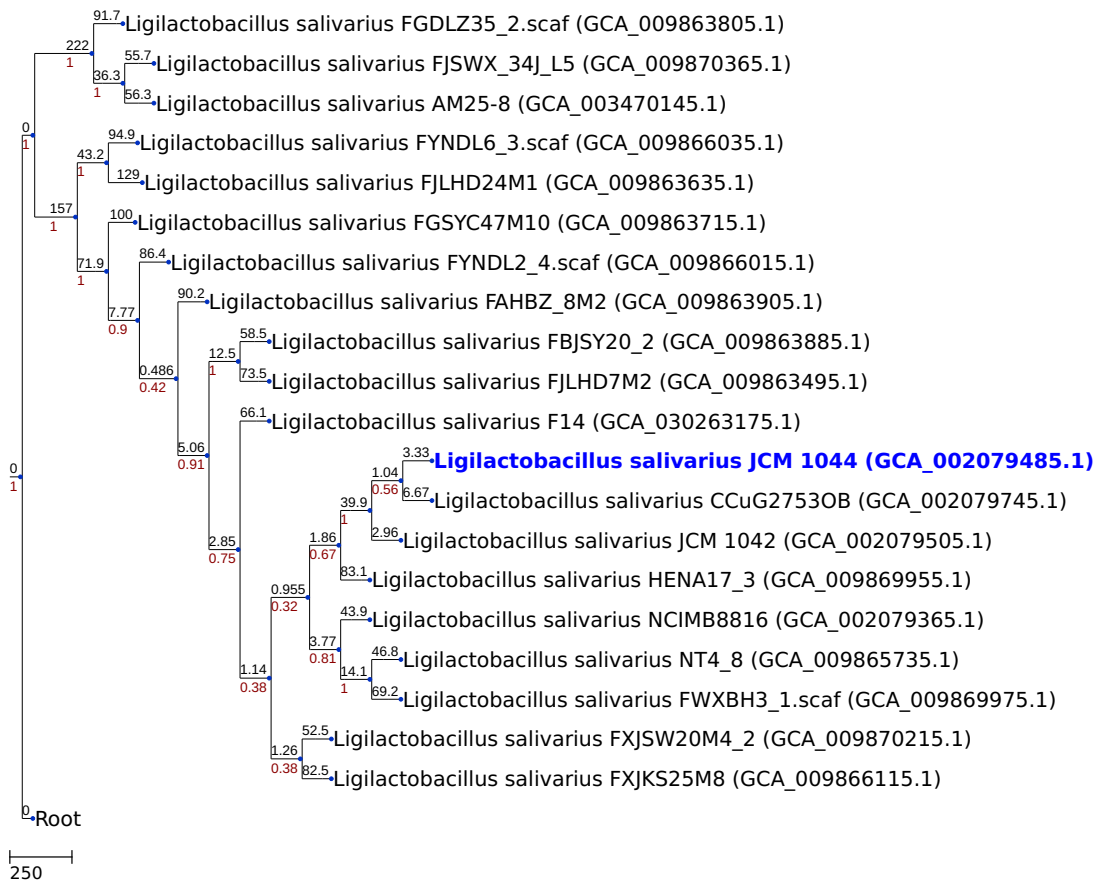 91.7 Ligilactobacillus salivarius FGDLZ35_2.scaf (GCA_009863805.1)
222
1
55.7 Ligilactobacillus salivarius FJSWX_34J_L5 (GCA_009870365.1)
36.3
1
56.3 Ligilactobacillus salivarius AM25-8 (GCA_003470145.1)
0
1
94.9 Ligilactobacillus salivarius FYNDL6_3.scaf (GCA_009866035.1)
43.2
1
129 Ligilactobacillus salivarius FJLHD24M1 (GCA_009863635.1)
157
1
100 Ligilactobacillus salivarius FGSYC47M10 (GCA_009863715.1)
71.9
1
86.4 Ligilactobacillus salivarius FYNDL2_4.scaf (GCA_009866015.1)
7.77
0.9
90.2 Ligilactobacillus salivarius FAHBZ_8M2 (GCA_009863905.1)
0.486
0.42
58.5 Ligilactobacillus salivarius FBJSY20_2 (GCA_009863885.1)
12.5
1
73.5 Ligilactobacillus salivarius FJLHD7M2 (GCA_009863495.1)
5.06
0.91
66.1 Ligilactobacillus salivarius F14 (GCA_030263175.1)
0
1
3.33 Ligilactobacillus salivarius JCM 1044 (GCA_002079485.1)
1.04
0.56
6.67 Ligilactobacillus salivarius CCuG2753OB (GCA_002079745.1)
39.9
1
2.96 Ligilactobacillus salivarius JCM 1042 (GCA_002079505.1)
2.85
0.75
1.86
0.67
83.1 Ligilactobacillus salivarius HENA17_3 (GCA_009869955.1)
0.955
0.32
43.9 Ligilactobacillus salivarius NCIMB8816 (GCA_002079365.1)
3.77
0.81
46.8 Ligilactobacillus salivarius NT4_8 (GCA_009865735.1)
14.1
1
69.2 Ligilactobacillus salivarius FWXBH3_1.scaf (GCA_009869975.1)
1.14
0.38
52.5 Ligilactobacillus salivarius FXJSW20M4_2 (GCA_009870215.1)
1.26
0.38
82.5 Ligilactobacillus salivarius FXJKS25M8 (GCA_009866115.1)
0 Root
250